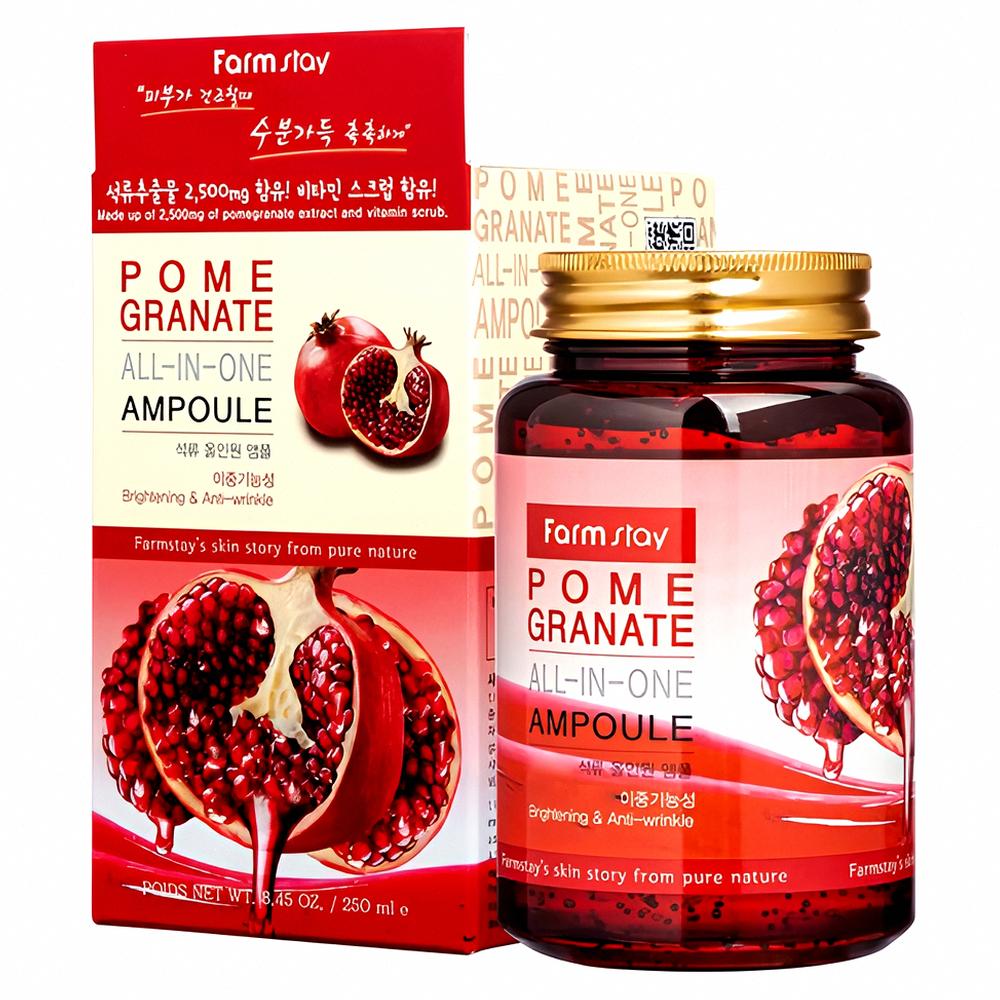 Farmstay
"피부가 건조할때
수분가득 촉촉하게"
석류추출물 2,500mg 함유! 비타민 스크럽 함유!
Made up of 2,500mg of pomegranate extract and vitamin scrub.
POME
GRANATE
ALL-IN-ONE
AMPOULE
석류 올인원 앰플
이중기능성
Brightening & Anti-wrinkle
Farmstay's skin story from pure nature
POIDS NET WT. 8.45 OZ. / 250 ml e
POME
GRANATE
ALL-IN-
AMPOU
POME
Farmstay
POME
GRANATE
ALL-IN-ONE
AMPOULE
석류 올인원 앰플
이중기능성
Brightening & Anti-wrinkle
Farmstay's skin story from pure nature